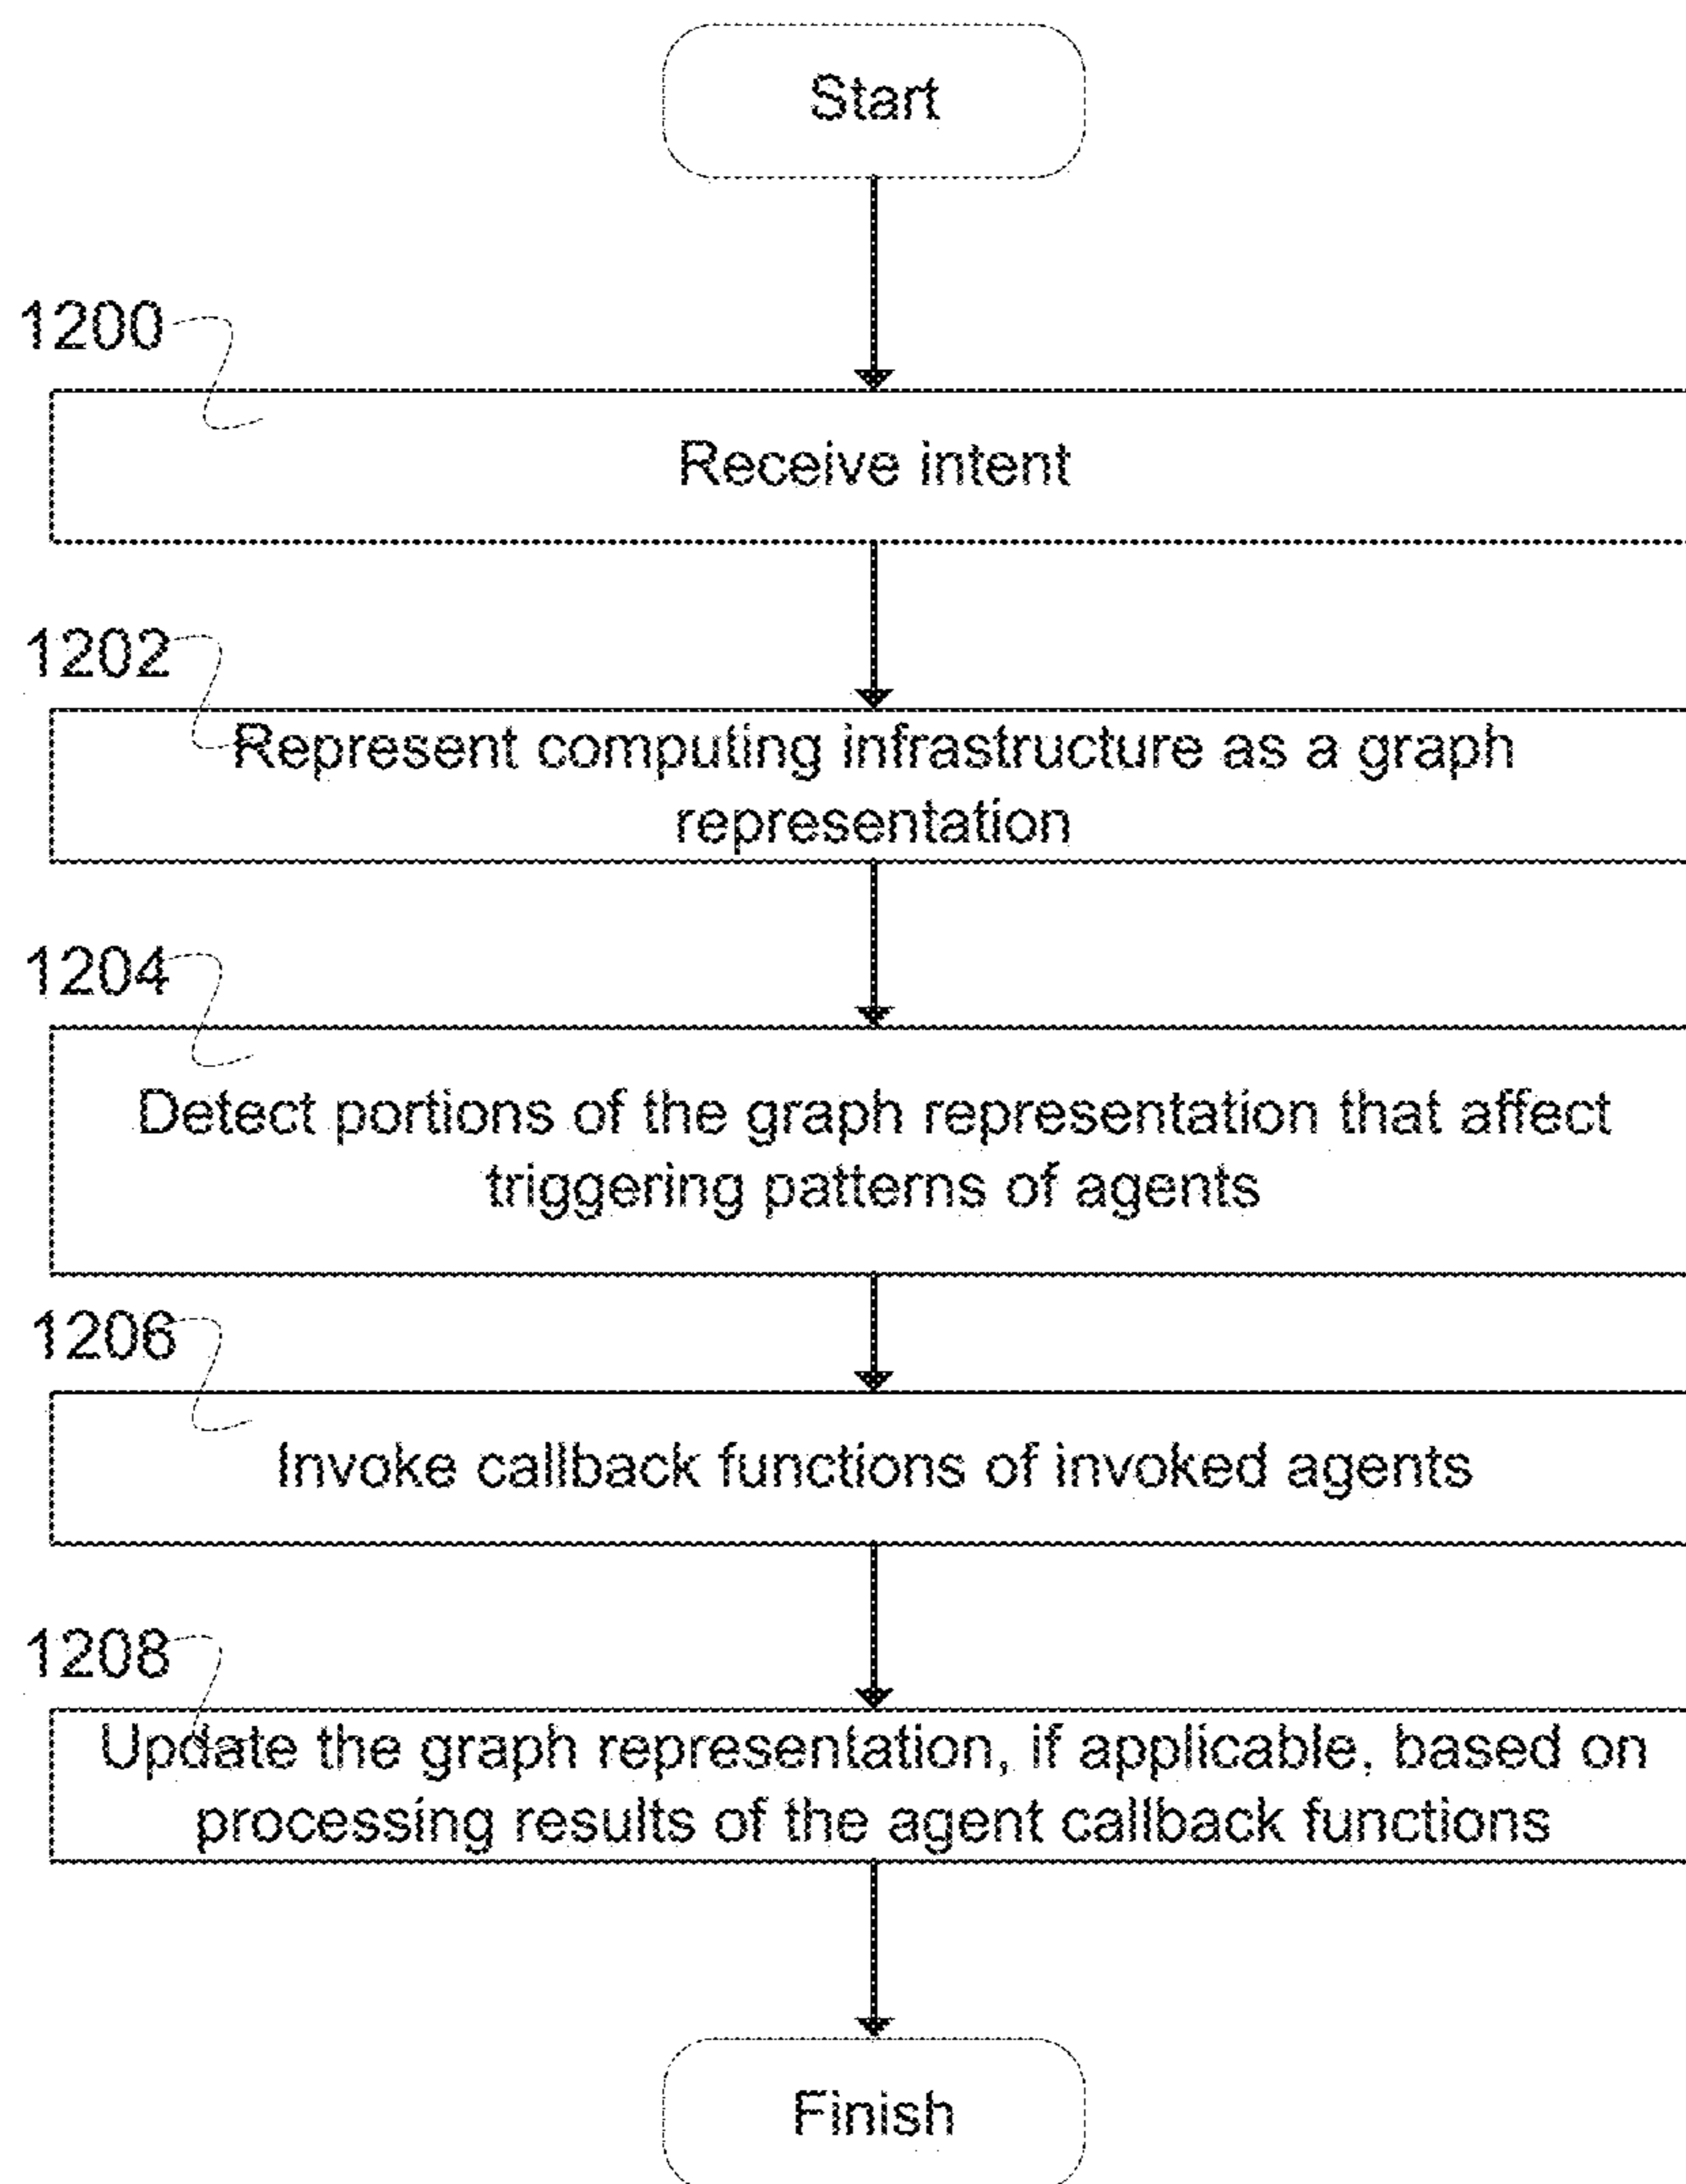 Start
1200
Receive intent
1202
Represent computing infrastructure as a graph
representation
1204
Detect portions of the graph representation that affect
triggering patterns of agents
1206
Invoke callback functions of invoked agents
1208
Update the graph representation, if applicable, based on
processing results of the agent callback functions
Finish